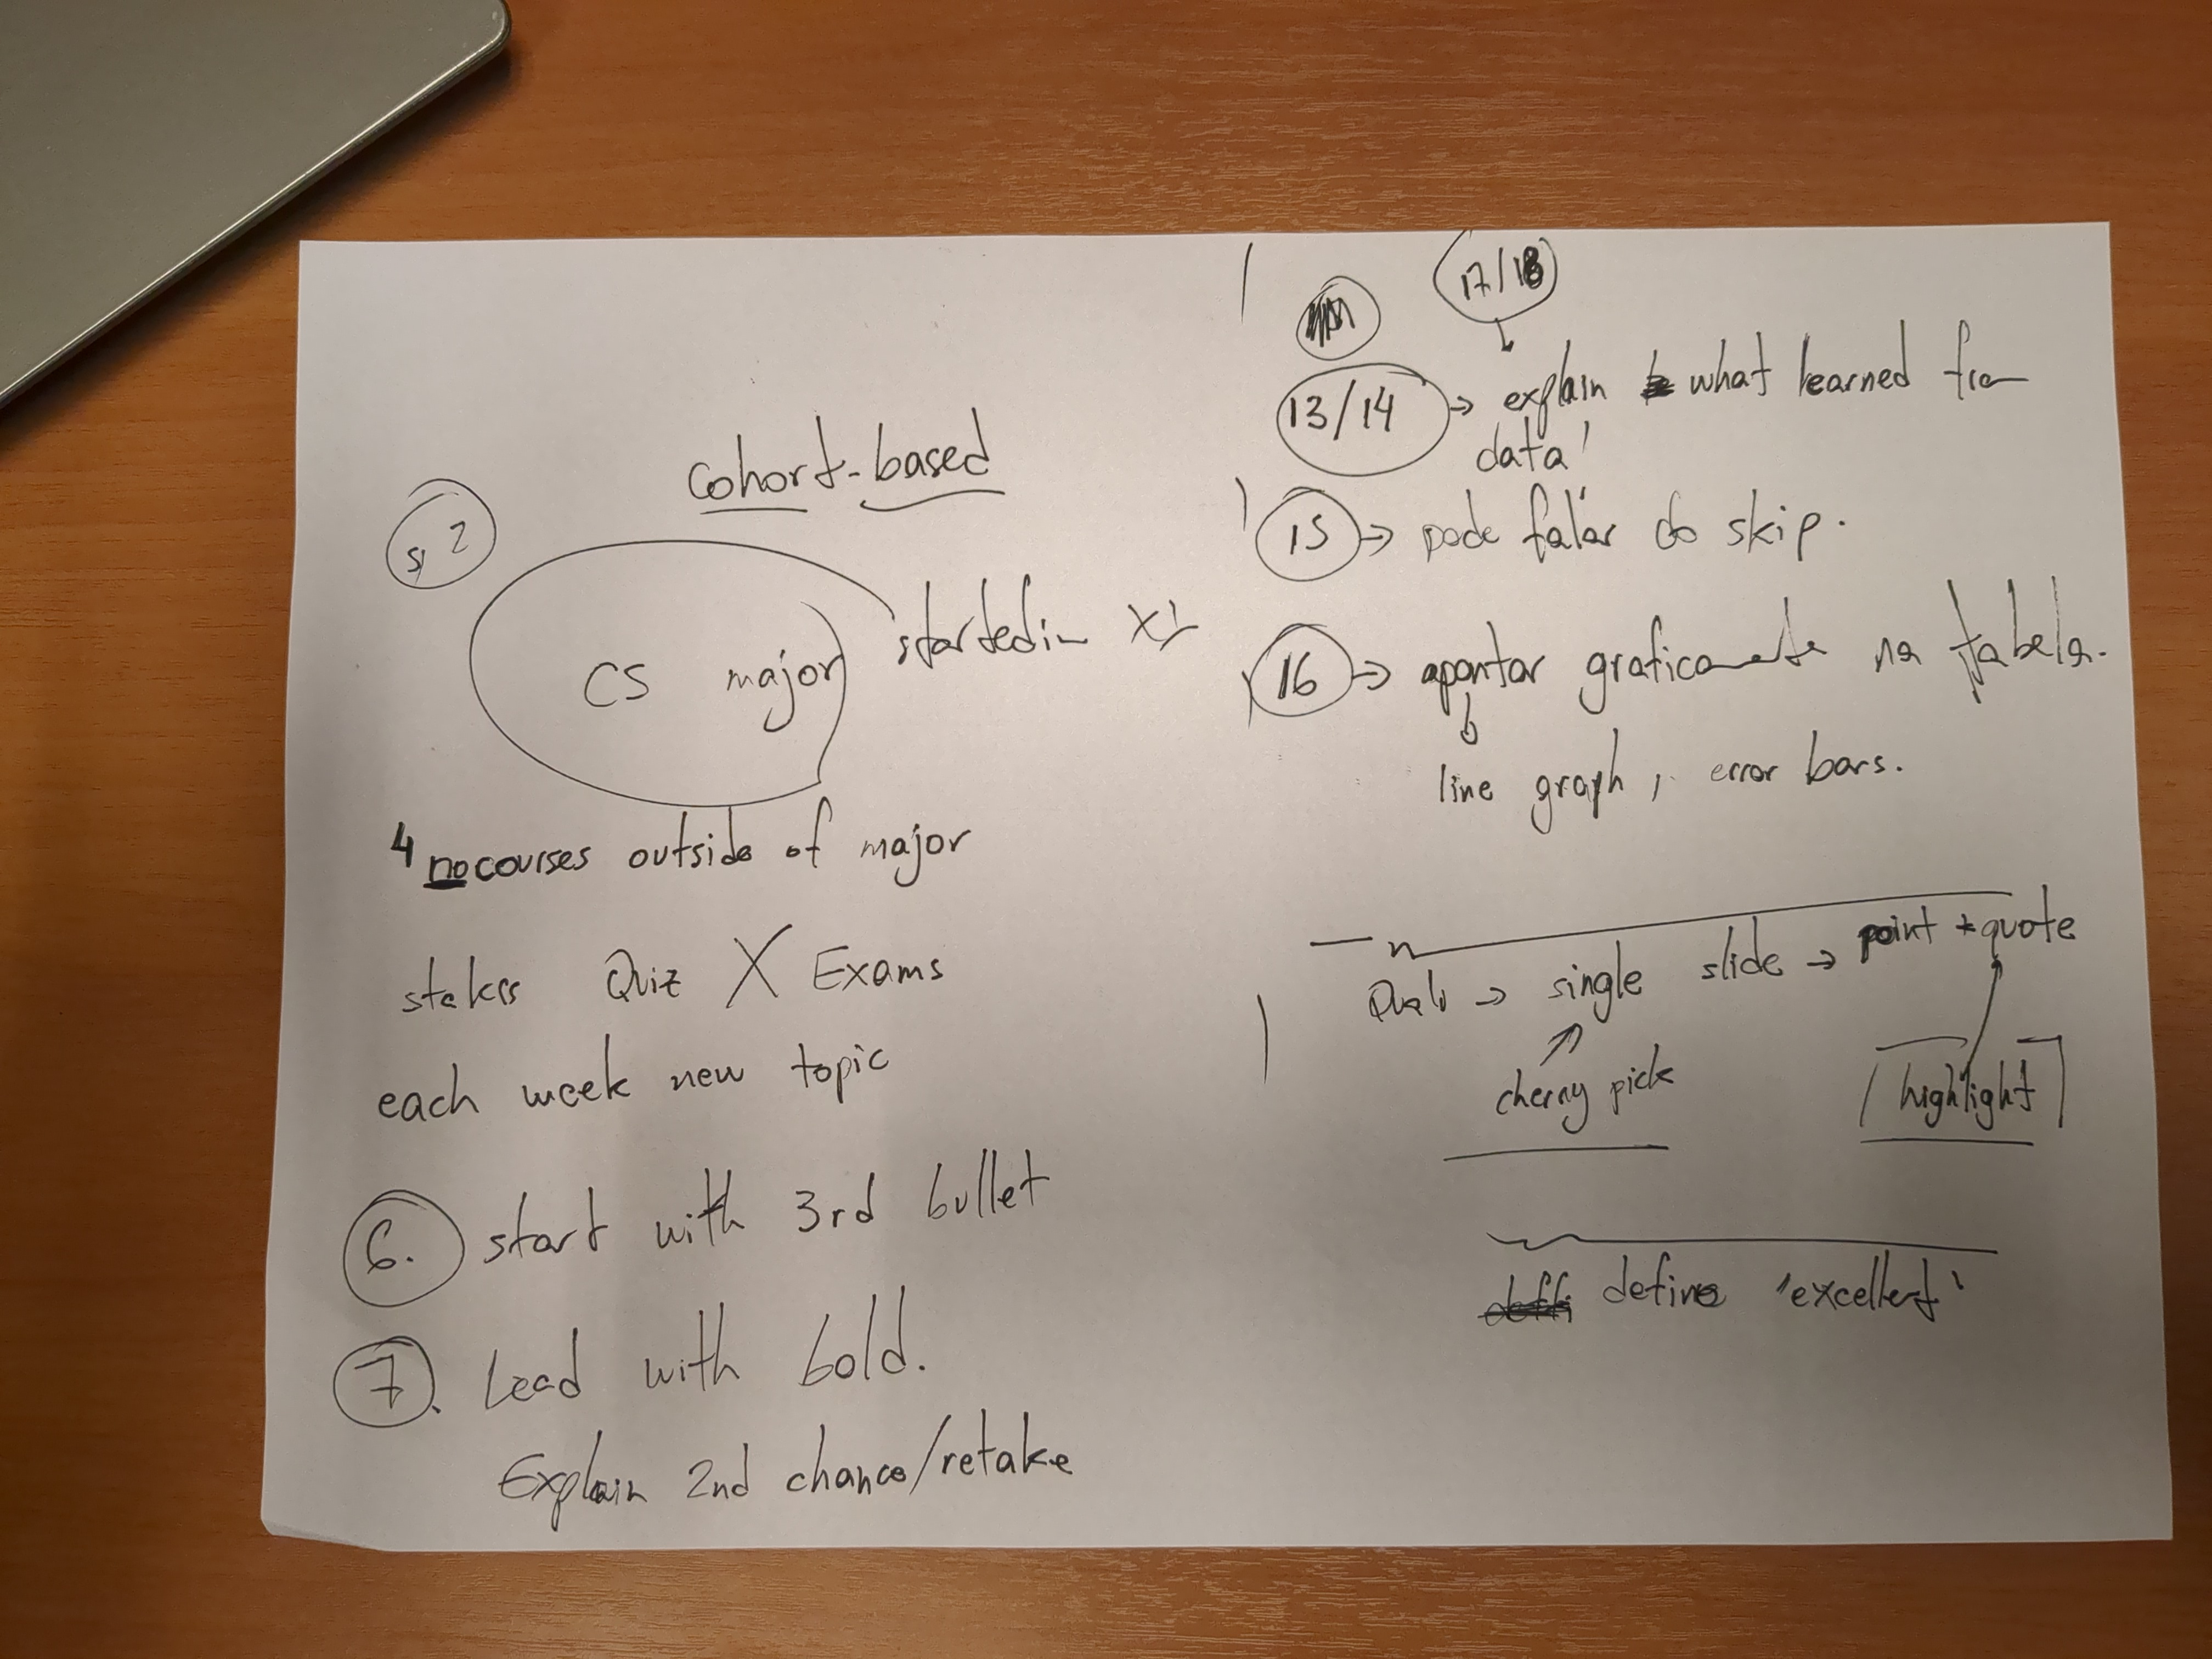 cohort-based
s, 2
CS major started in X1
4 no courses outside of major
stakes Quiz X Exams
each week new topic
6. start with 3rd bullet
7. Lead with bold.
Explain 2nd chance/retake
17/18
13/14 → explain what learned from
data!
15 → pode falar do skip.
16 → apontar graficamente na tabela.
line graph, error bars.
Quali → single slide → point + quote
cherry pick
highlight
define 'excellent'